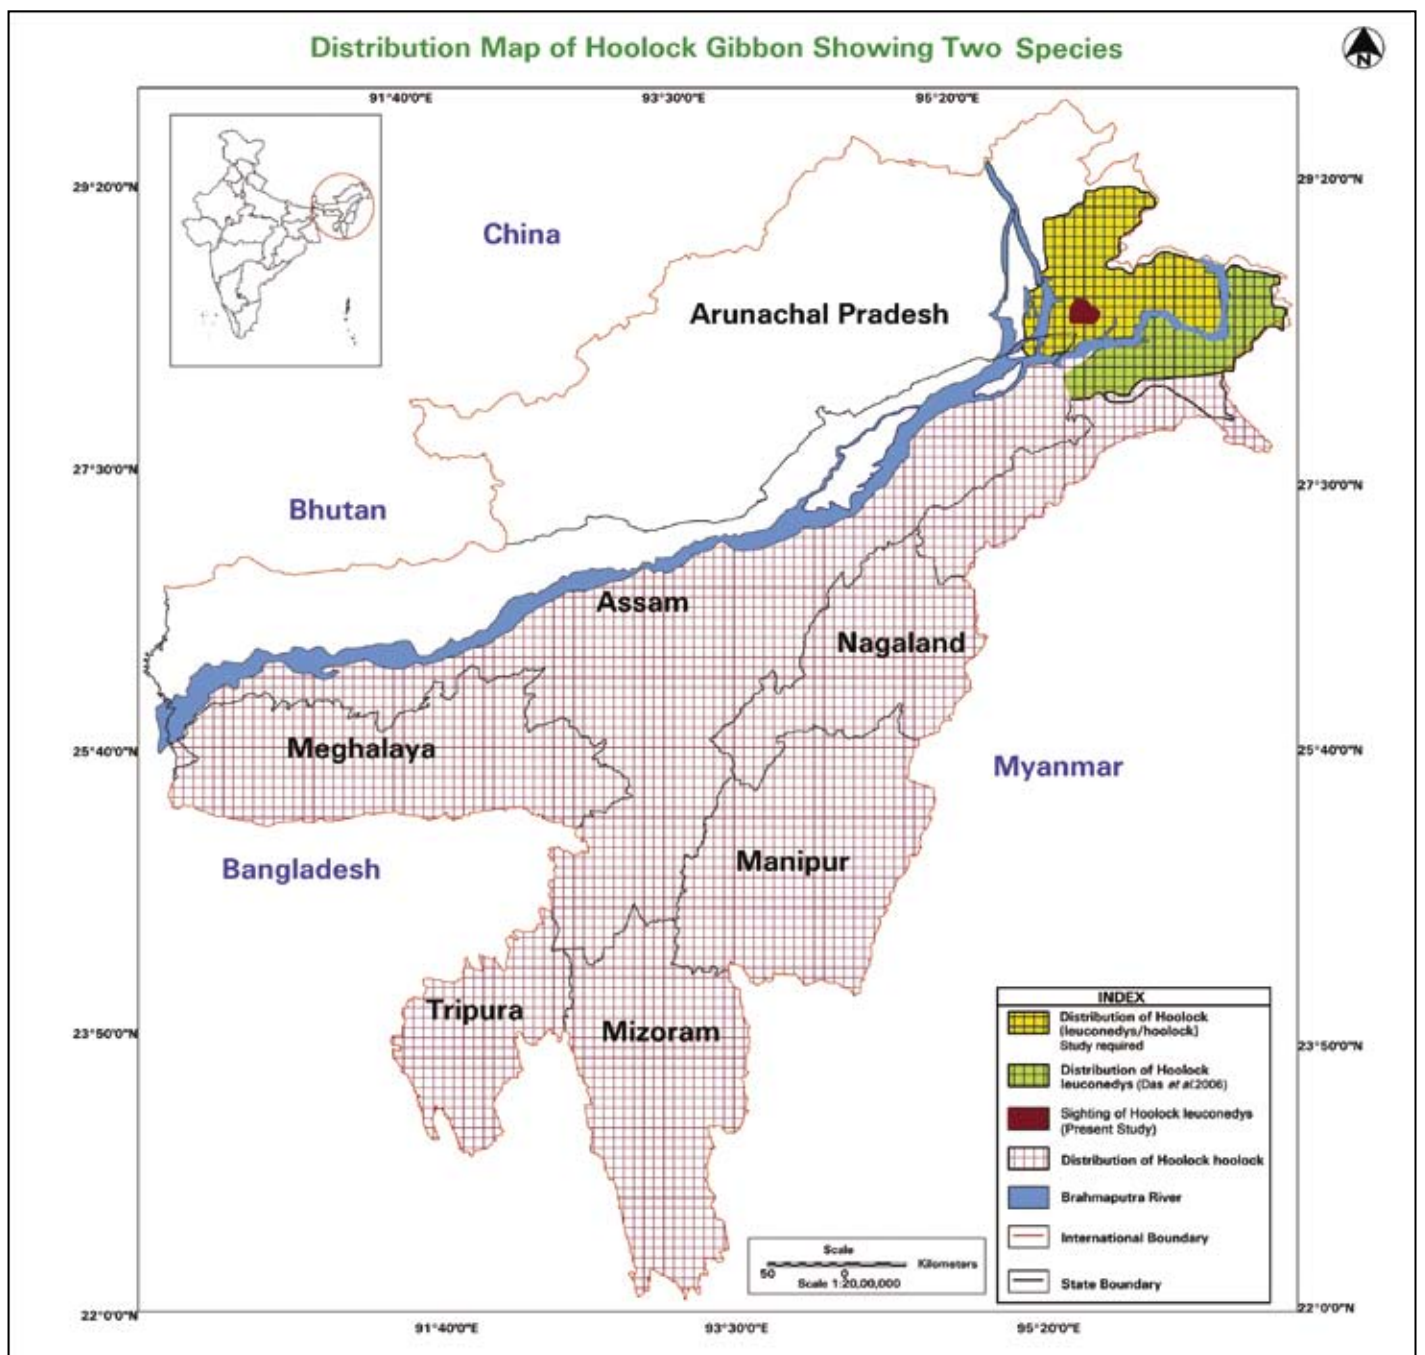 Distribution Map of Hoolock Gibbon Showing Two Species
N
91°40'0"E 93°30'0"E 95°20'0"E
29°20'0"N
29°20'0"N
China
Arunachal Pradesh
27°30'0"N
27°30'0"N
Bhutan
Assam
Nagaland
Meghalaya
25°40'0"N
25°40'0"N
Myanmar
Bangladesh
Manipur
Tripura
Mizoram
23°50'0"N
23°50'0"N
INDEX
Distribution of Hoolock
(leuconedys/hoolock)
Study required
Distribution of Hoolock
leuconedys (Das et al 2006)
Sighting of Hoolock leuconedys
(Present Study)
Distribution of Hoolock hoolock
Brahmaputra River
International Boundary
State Boundary
Scale
Kilometers
50 0
Scale 1:20,00,000
22°0'0"N
22°0'0"N
91°40'0"E 93°30'0"E 95°20'0"E